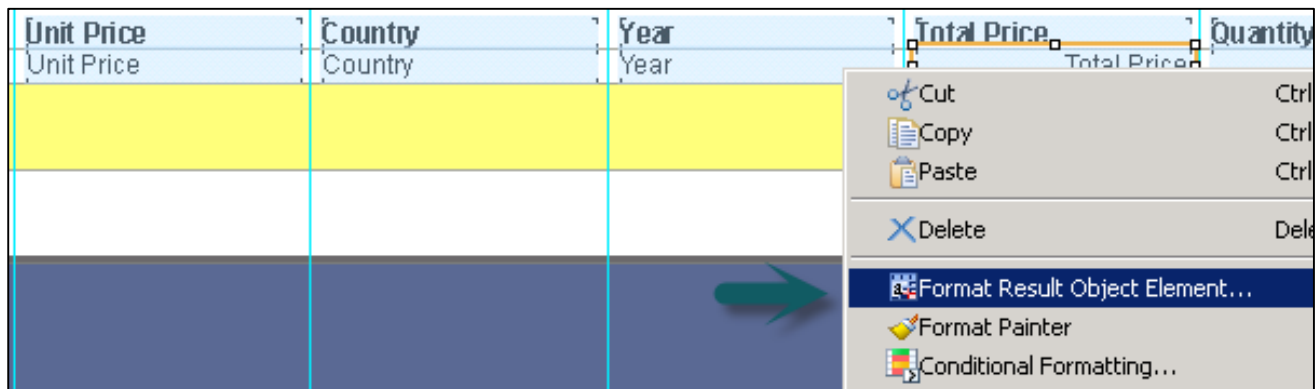 Unit Price Country Year Total Price Quantity
Unit Price Country Year Total Price
Cut Ctrl
Copy Ctrl
Paste Ctrl
Delete Dele
Format Result Object Element...
Format Painter
Conditional Formatting...